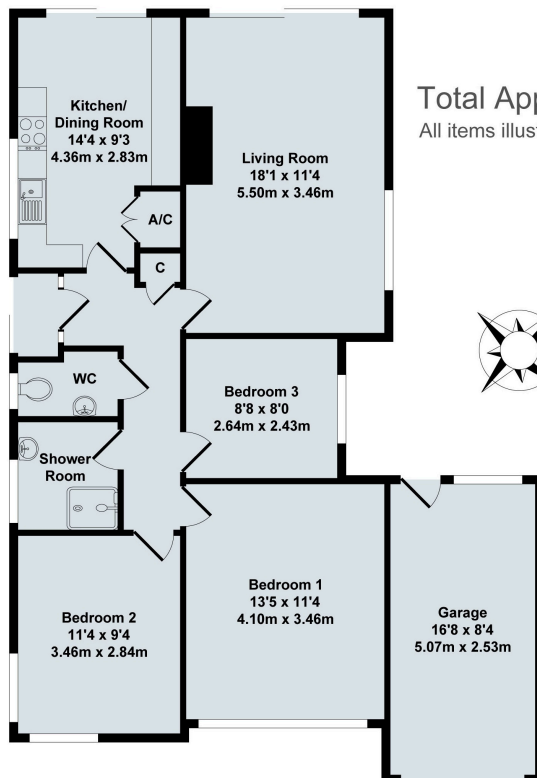 Kitchen/
Dining Room
14'4 x 9'3
4.36m x 2.83m
Living Room
18'1 x 11'4
5.50m x 3.46m
Total App
All items illust
A/C
C
WC
Bedroom 3
8'8 x 8'0
2.64m x 2.43m
Shower
Room
Bedroom 2
11'4 x 9'4
3.46m x 2.84m
Bedroom 1
13'5 x 11'4
4.10m x 3.46m
Garage
16'8 x 8'4
5.07m x 2.53m